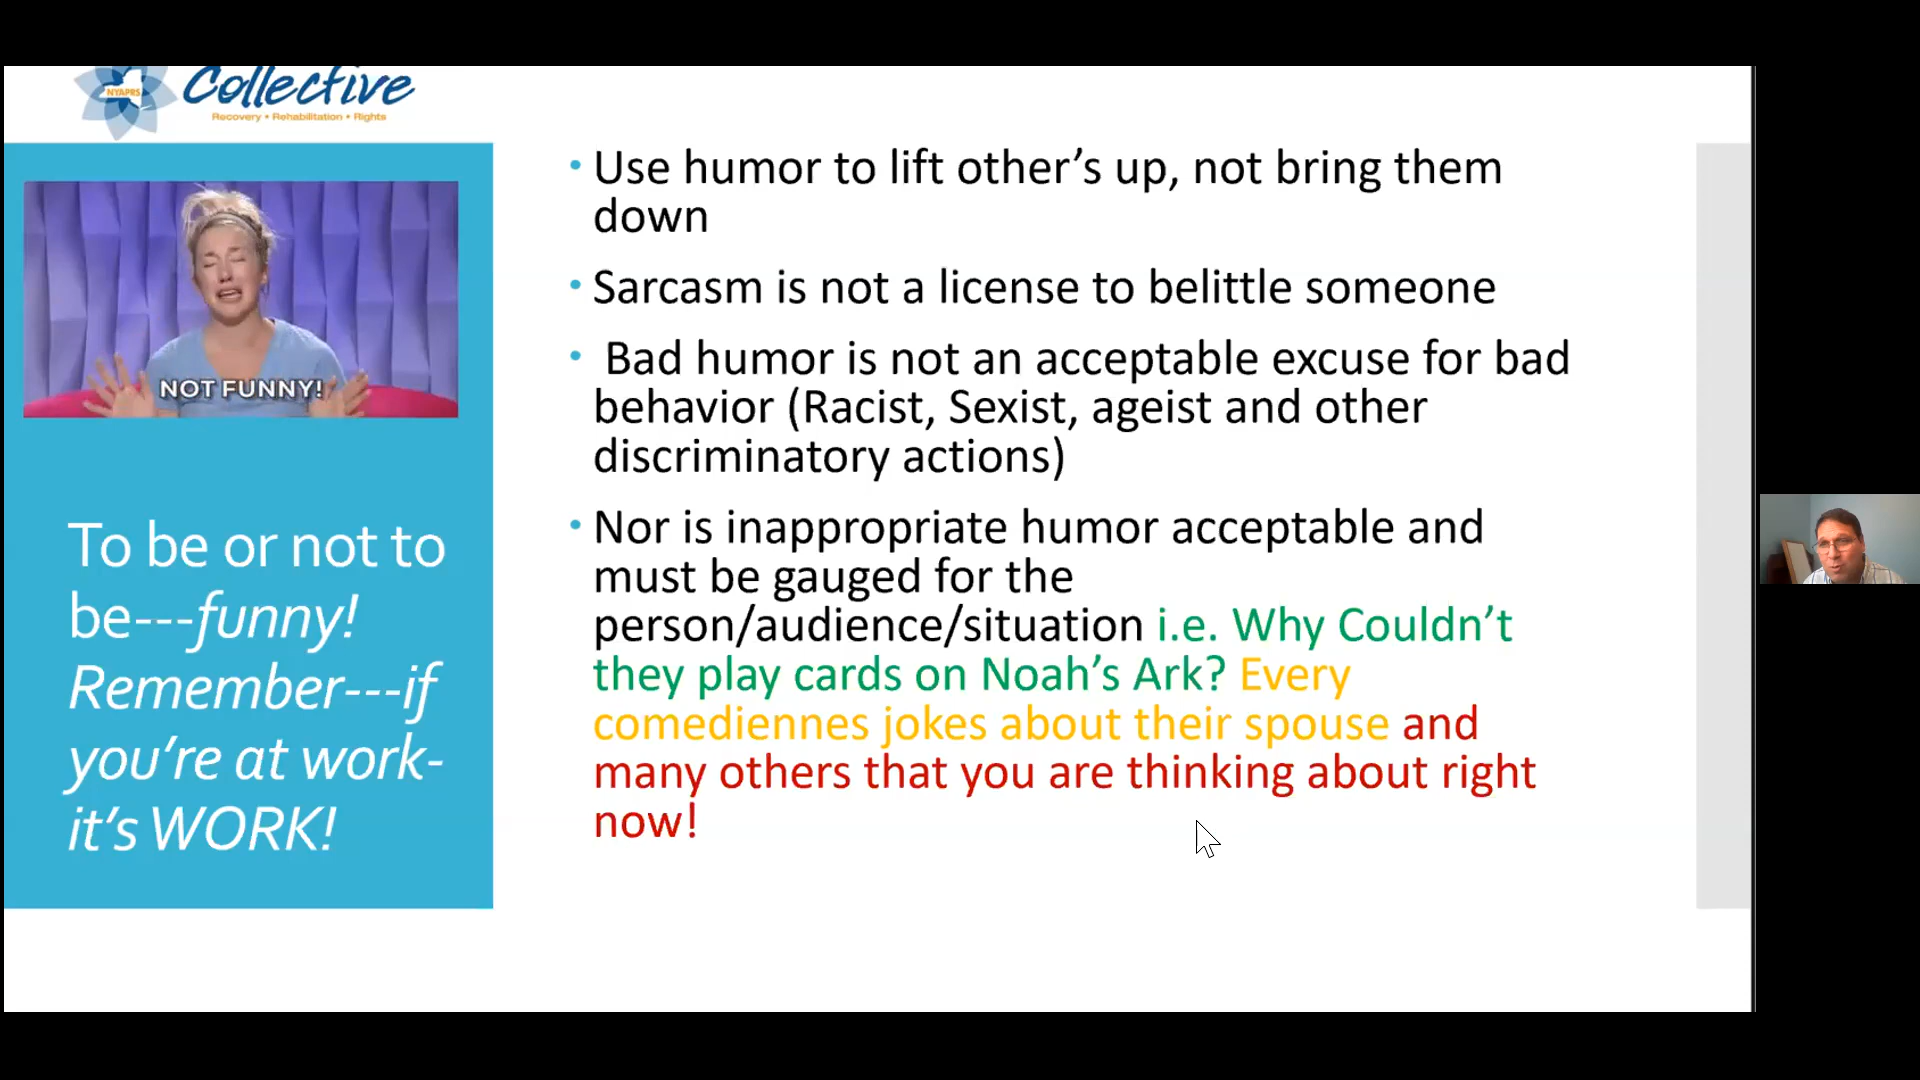 NYAPRS
Collective
Recovery • Rehabilitation • Rights
NOT FUNNY!
To be or not to
be---funny!
Remember---if
you’re at work-
it’s WORK!
• Use humor to lift other’s up, not bring them
down
• Sarcasm is not a license to belittle someone
• Bad humor is not an acceptable excuse for bad
behavior (Racist, Sexist, ageist and other
discriminatory actions)
• Nor is inappropriate humor acceptable and
must be gauged for the
person/audience/situation i.e. Why Couldn’t
they play cards on Noah’s Ark? Every
comediennes jokes about their spouse and
many others that you are thinking about right
now!